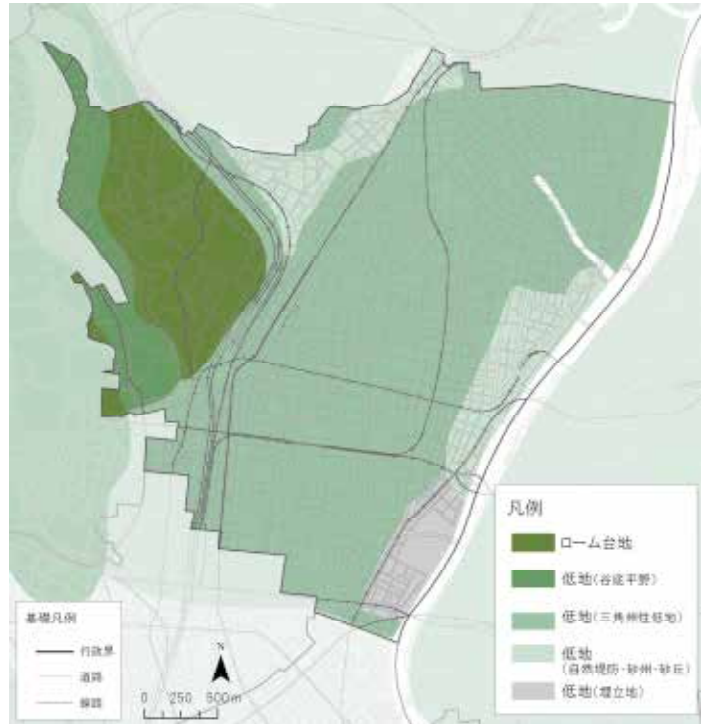 凡例
ローム台地
低地(谷底平野)
低地(三角州性低地)
低地
(自然堤防・砂州・砂丘)
低地(埋立地)
基礎凡例
行政界
道路
線路
N
0 250 500m